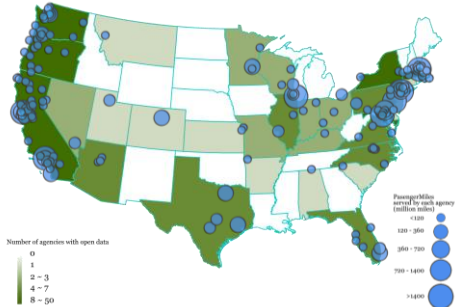 Number of agencies with open data
0
1
2 ~ 3
4 ~ 7
8 ~ 50
PassengerMiles
served by each agency
(million miles)
<120
120 - 360
360 - 720
720 - 1400
>1400